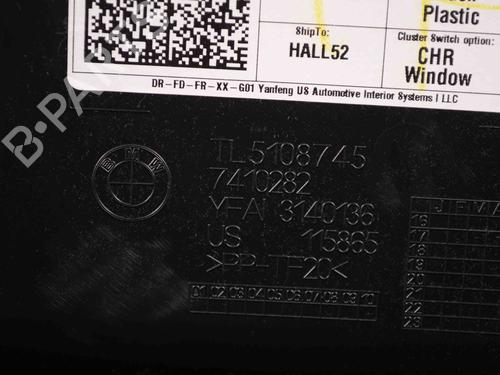 Plastic
ShipTo:
HALL52
Cluster Switch option:
CHR
Window
DR-FD-FR-XX-G01 Yanfeng US Automotive Interior Systems I LLC
TL5108745
7410282
YFAI 3140136
US 115865
>PP-TF20<
01 02 03 04 05 06 07 08 09 10
J F M A M
16
17
18
19
20
21
22
23
B-PARTS